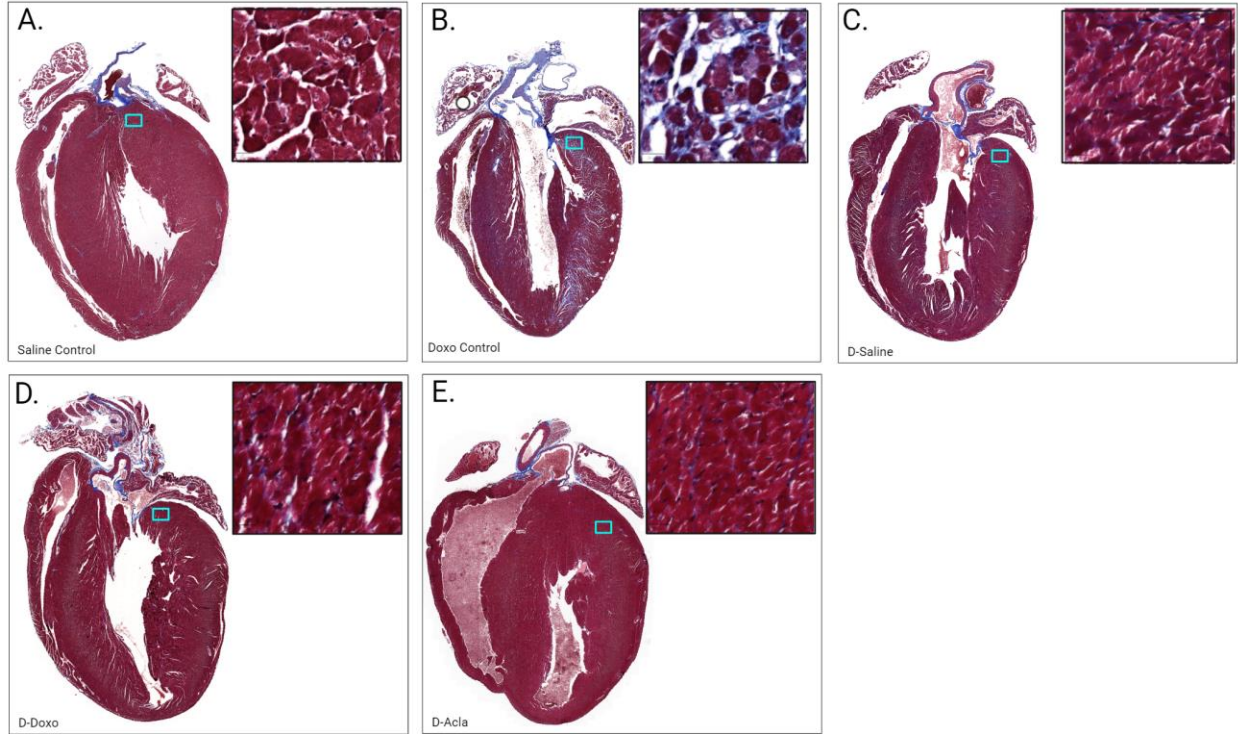 A.
Saline Control
B.
Doxo Control
C.
D-Saline
D.
D-Doxo
E.
D-Acla